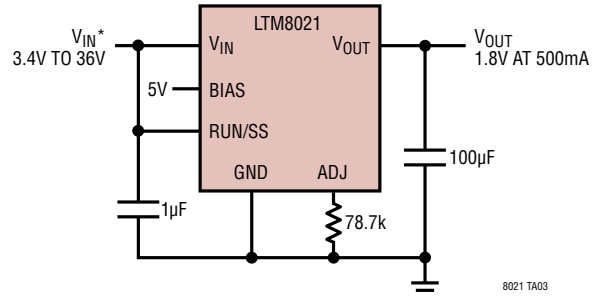 LTM8021
VIN*
3.4V TO 36V
VIN
VOUT
VOUT
1.8V AT 500mA
5V
BIAS
RUN/SS
GND
ADJ
100µF
1µF
78.7k
8021 TA03